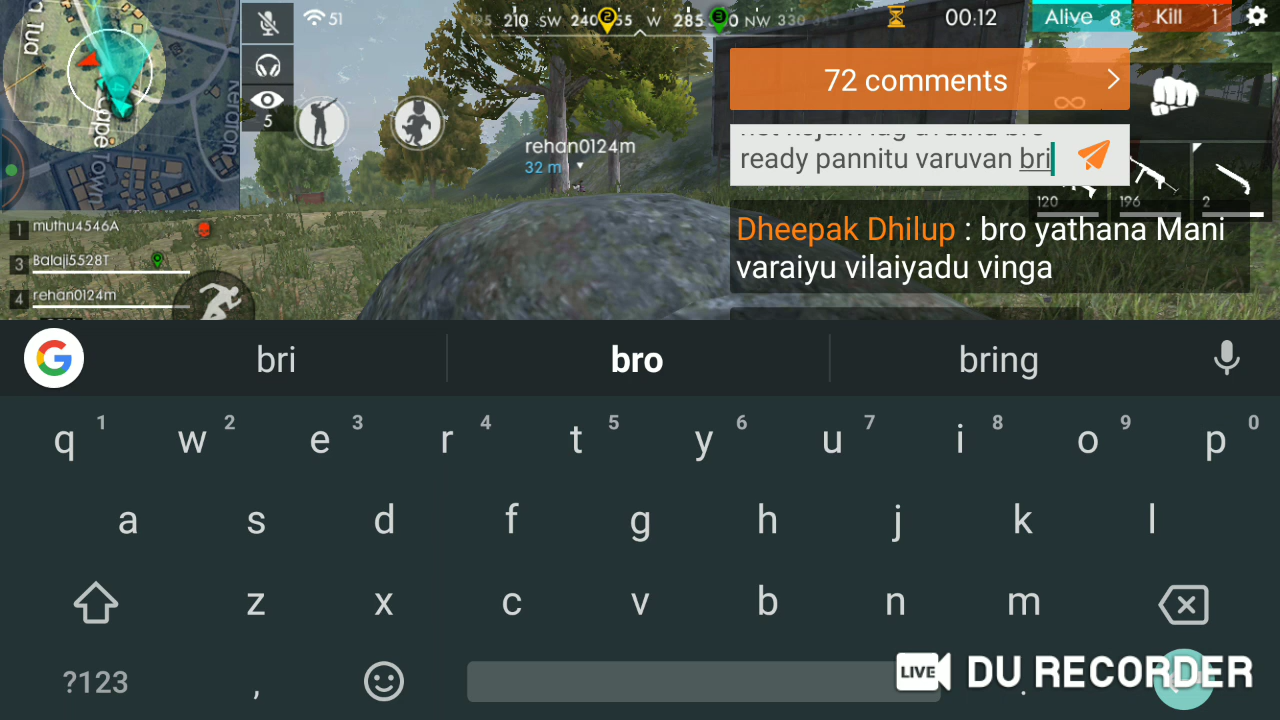 51
195 210 SW 240 255 W 285 NW 330
2
00:12
Alive 8
Kill 1
5
Cape Town
72 comments
rehan0124m
32 m
ready pannitu varuvan bri
120
196
2
Dheepak Dhilup : bro yathana Mani
varaiyu vilaiyadu vinga
1 muthu4546A
3 Balaji5528T
4 rehan0124m
bri bro bring
q 1 w 2 e 3 r 4 t 5 y 6 u 7 i 8 o 9 p 0
a s d f g h j k l
z x c v b n m
?123 , .
LIVE DU RECORDER